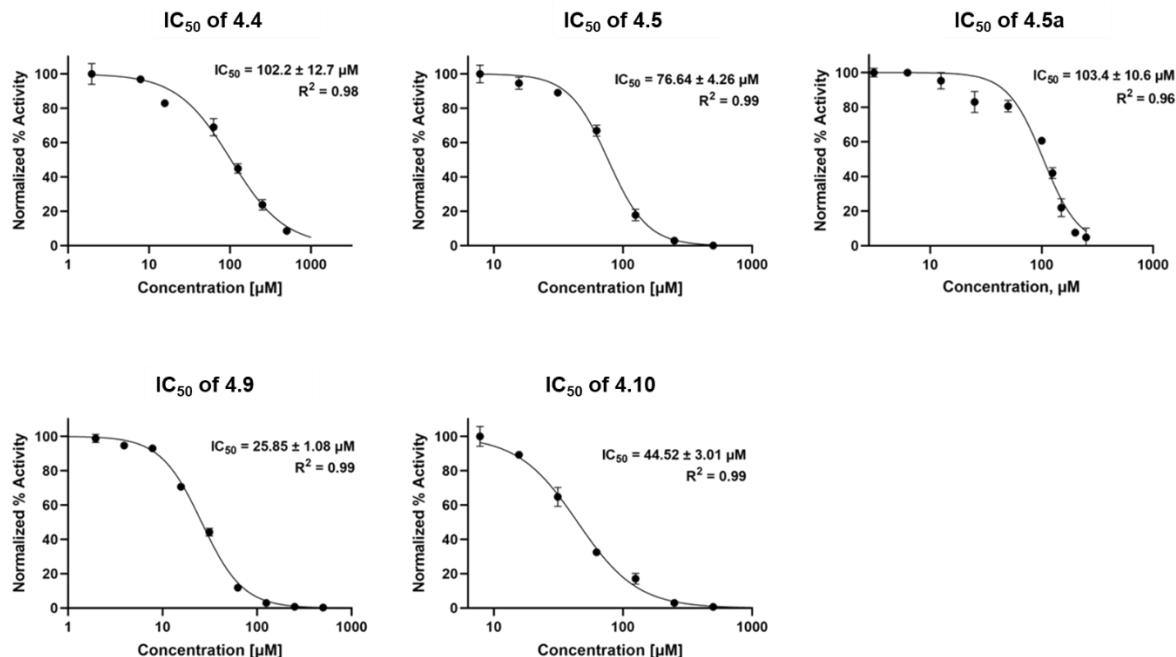 IC₅₀ of 4.4
IC₅₀ = 102.2 ± 12.7 µM
R² = 0.98
Normalized % Activity
100
80
60
40
20
0
1
10
100
1000
Concentration [µM]
IC₅₀ of 4.5
IC₅₀ = 76.64 ± 4.26 µM
R² = 0.99
Normalized % Activity
100
80
60
40
20
0
10
100
1000
Concentration [µM]
IC₅₀ of 4.5a
IC₅₀ = 103.4 ± 10.6 µM
R² = 0.96
Normalized % Activity
100
80
60
40
20
0
10
100
1000
Concentration, µM
IC₅₀ of 4.9
IC₅₀ = 25.85 ± 1.08 µM
R² = 0.99
Normalized % Activity
100
80
60
40
20
0
1
10
100
1000
Concentration [µM]
IC₅₀ of 4.10
IC₅₀ = 44.52 ± 3.01 µM
R² = 0.99
Normalized % Activity
100
80
60
40
20
0
10
100
1000
Concentration [µM]